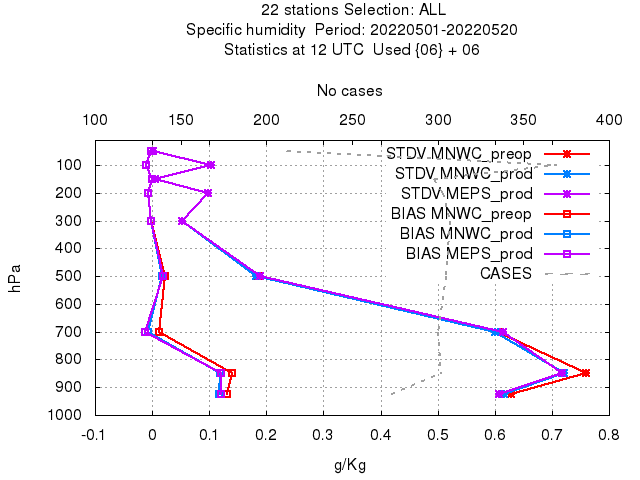 22 stations Selection: ALL
Specific humidity  Period: 20220501-20220520
Statistics at 12 UTC  Used {06} + 06
No cases
100 150 200 250 300 350 400
STDV MNWC_preop
STDV MNWC_prod
STDV MEPS_prod
BIAS MNWC_preop
BIAS MNWC_prod
BIAS MEPS_prod
CASES
hPa
100
200
300
400
500
600
700
800
900
1000
-0.1 0 0.1 0.2 0.3 0.4 0.5 0.6 0.7 0.8
g/Kg